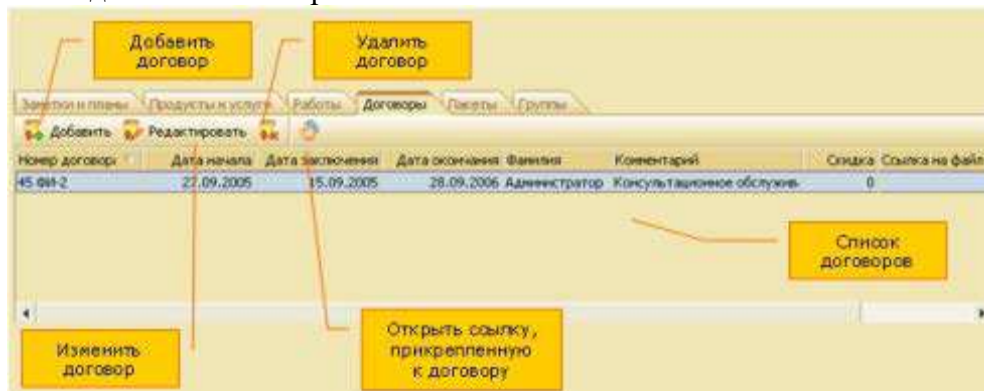 Добавить
договор
Удалить
договор
Заметки и планы Продукты и услуги Работы Договоры Пакеты Группы
Добавить Редактировать
Номер договора Дата начала Дата заключения Дата окончания Фамилия Комментарий Скидка Ссылка на файл
45 ФИ-2 27.09.2005 15.09.2005 28.09.2006 Администратор Консультационное обслужив
0
Список
договоров
Изменить
договор
Открыть ссылку,
прикрепленную
к договору